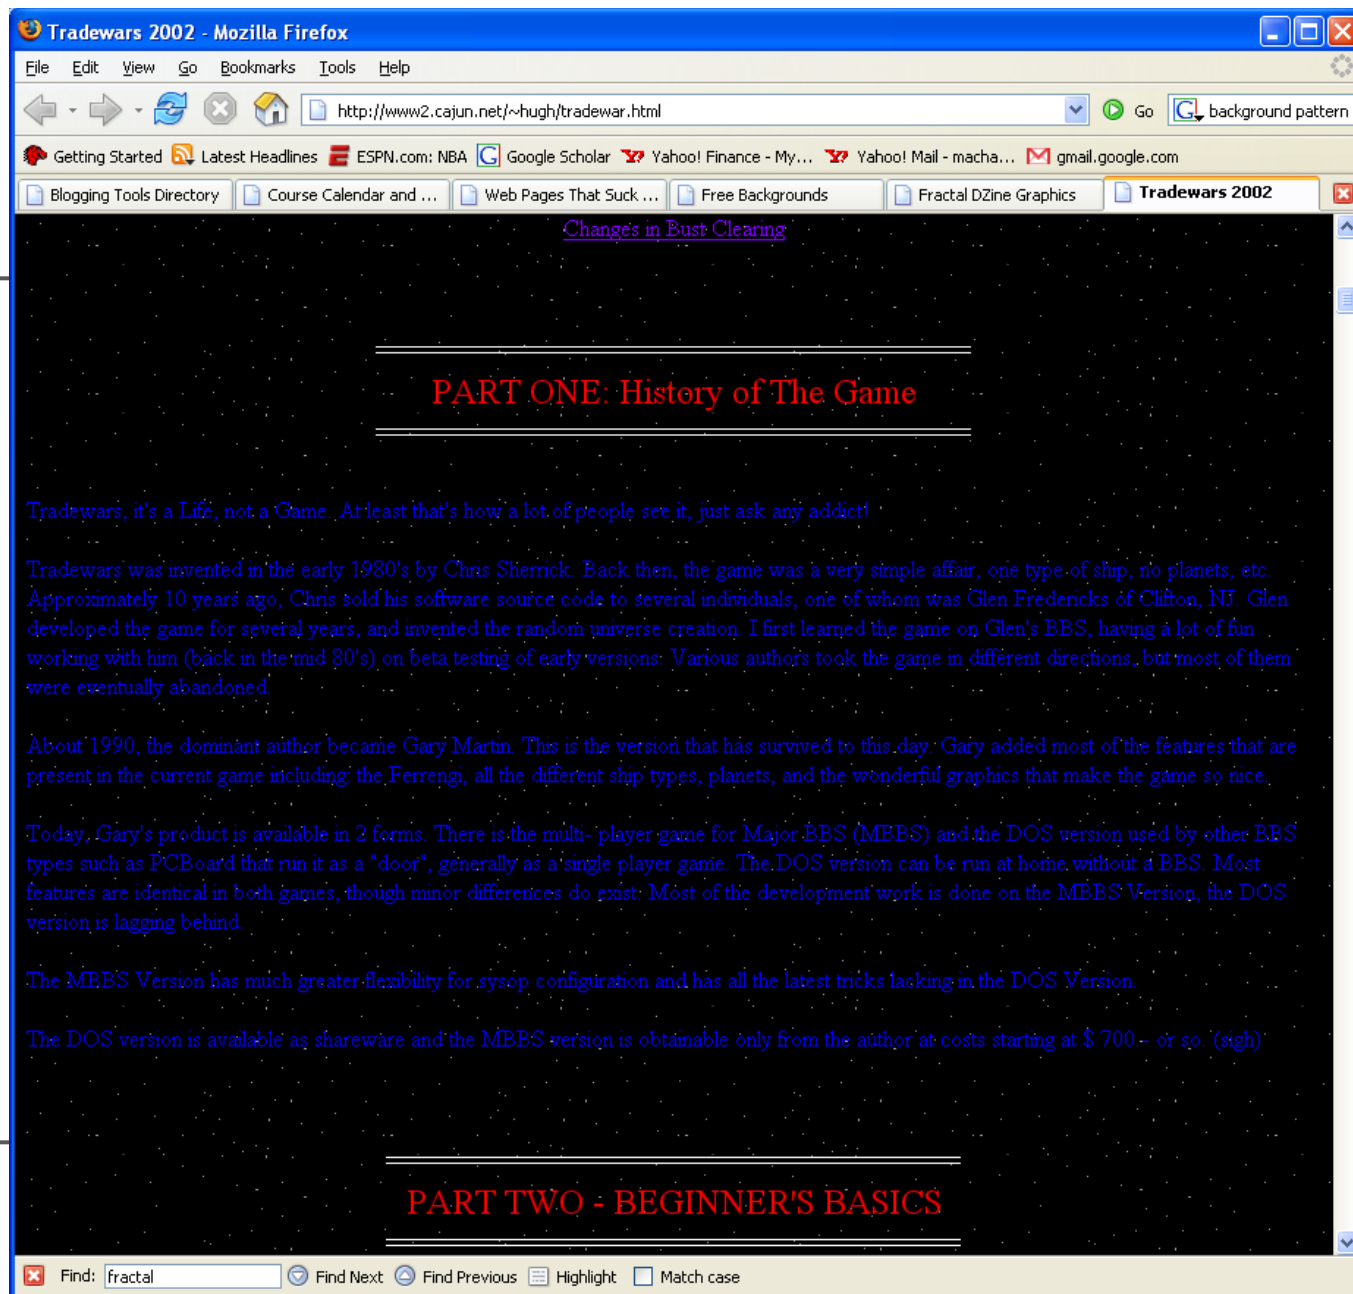 Tradewars 2002 - Mozilla Firefox
File Edit View Go Bookmarks Tools Help
http://www2.cajun.net/~hugh/tradewar.html Go G background pattern
Getting Started Latest Headlines ESPN.com: NBA Google Scholar Yahoo! Finance - My... Yahoo! Mail - macha... gmail.google.com
Blogging Tools Directory Course Calendar and ... Web Pages That Suck ... Free Backgrounds Fractal DZine Graphics Tradewars 2002
Changes in Bust Clearing
PART ONE: History of The Game
Tradewars, it's a Life, not a Game. At least that's how a lot of people see it, just ask any addict!
Tradewars was invented in the early 1980's by Chris Sherrick. Back then, the game was a very simple affair, one type of ship, no planets, etc.
Approximately 10 years ago, Chris sold his software source code to several individuals, one of whom was Glen Fredericks of Clifton, NJ. Glen
developed the game for several years, and invented the random universe creation. I first learned the game on Glen's BBS, having a lot of fun
working with him (back in the mid 80's) on beta testing of early versions. Various authors took the game in different directions, but most of them
were eventually abandoned.
About 1990, the dominant author became Gary Martin. This is the version that has survived to this day. Gary added most of the features that are
present in the current game including: the Ferrengi, all the different ship types, planets, and the wonderful graphics that make the game so nice.
Today, Gary's product is available in 2 forms. There is the multi- player game for Major BBS (MBBS) and the DOS version used by other BBS
types such as PCBoard that run it as a "door", generally as a single player game. The DOS version can be run at home without a BBS. Most
features are identical in both games, though minor differences do exist. Most of the development work is done on the MBBS Version, the DOS
version is lagging behind.
The MBBS Version has much greater flexibility for sysop configuration and has all the latest tricks lacking in the DOS Version.
The DOS version is available as shareware and the MBBS version is obtainable only from the author at costs starting at $ 700.- or so. (sigh)
PART TWO - BEGINNER'S BASICS
Find: fractal Find Next Find Previous Highlight Match case